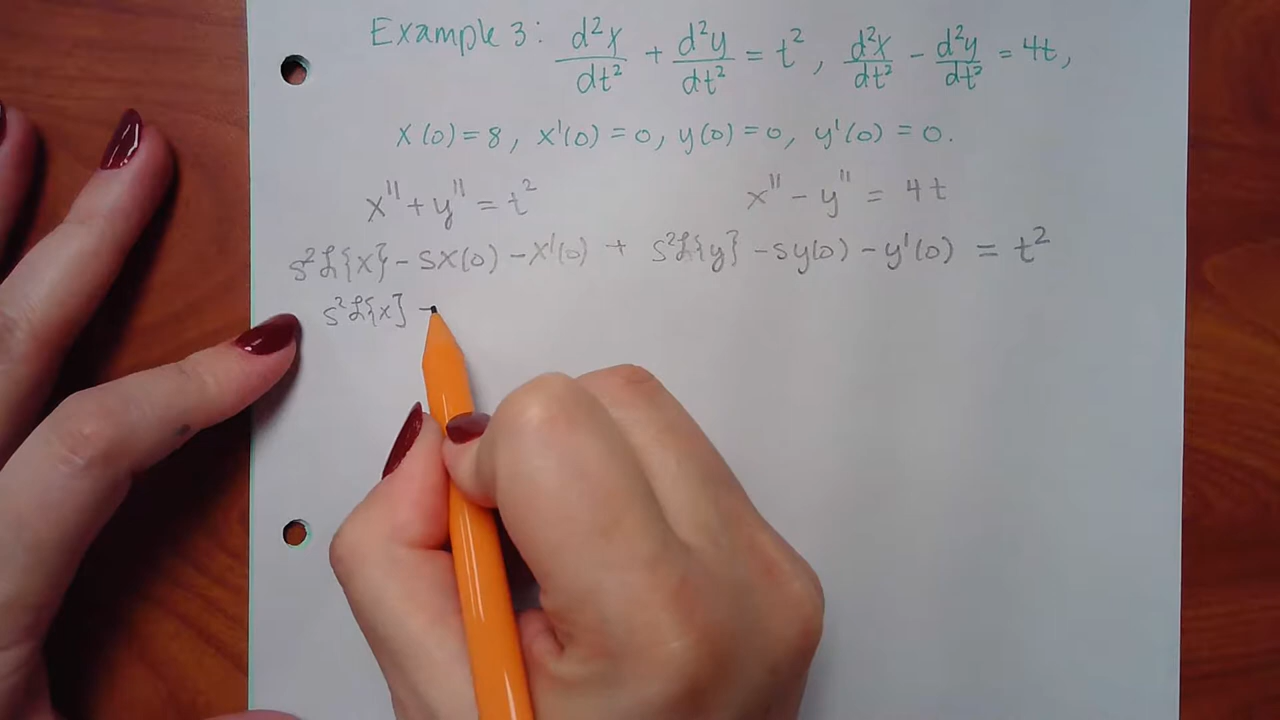 Example 3: d²x/dt² + d²y/dt² = t², d²x/dt² - d²y/dt² = 4t,
x(0)=8, x'(0)=0, y(0)=0, y'(0)=0.
x''+y''=t² x''-y''=4t
s²ℒ{x}-sx(0)-x'(0) + s²ℒ{y}-sy(0)-y'(0) = t²
s²ℒ{x} -